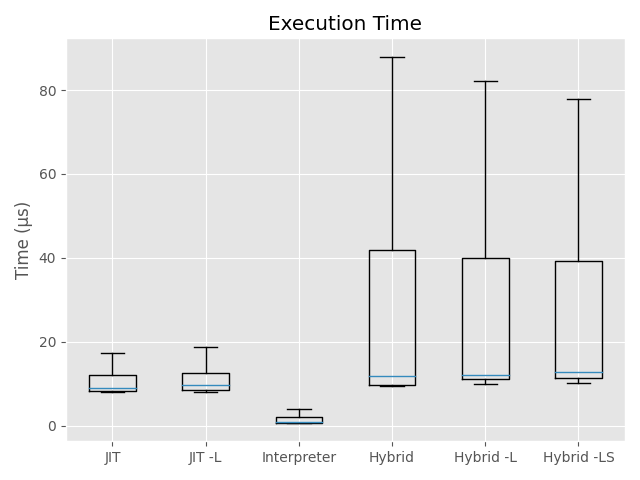 Execution Time
Time (µs)
80
60
40
20
0
JIT
JIT -L
Interpreter
Hybrid
Hybrid -L
Hybrid -LS